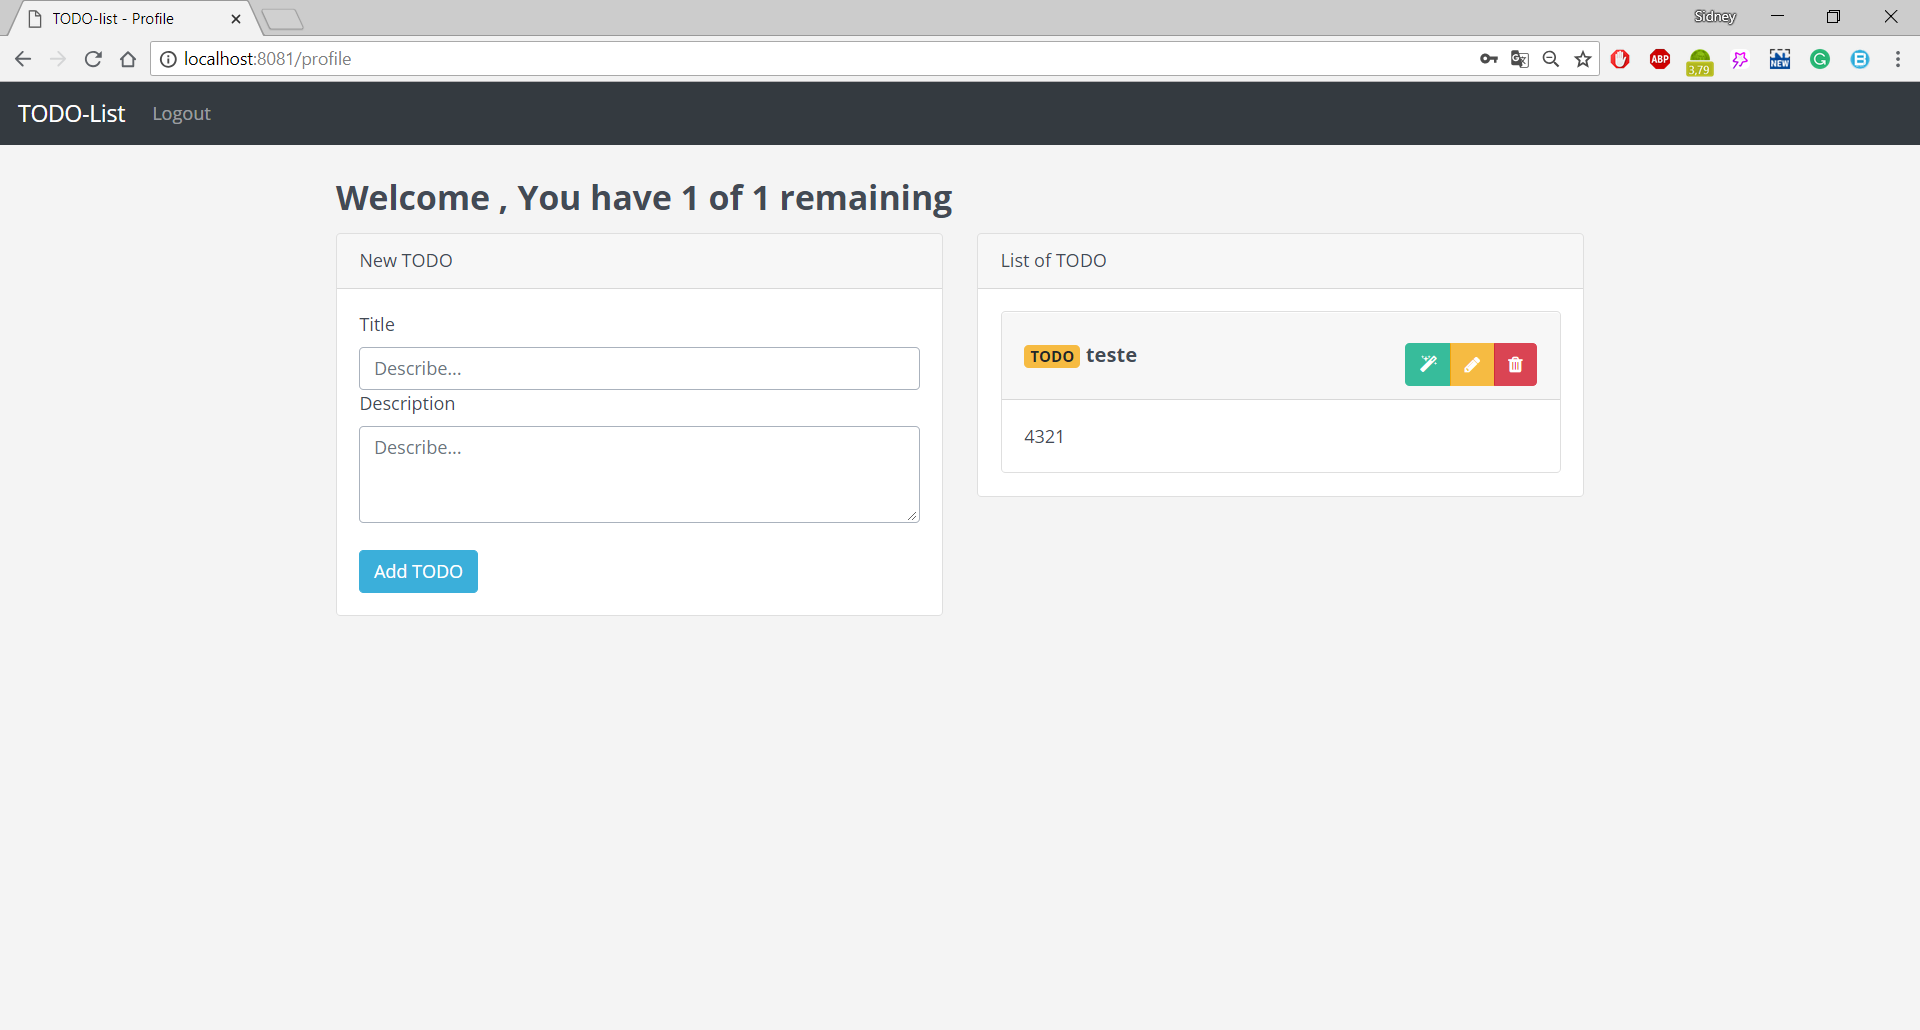 TODO-list - Profile
Sidney
localhost:8081/profile
ABP
3,79
NEW
TODO-List
Logout
Welcome , You have 1 of 1 remaining
New TODO
Title
Describe...
Description
Describe...
Add TODO
List of TODO
TODO teste
4321